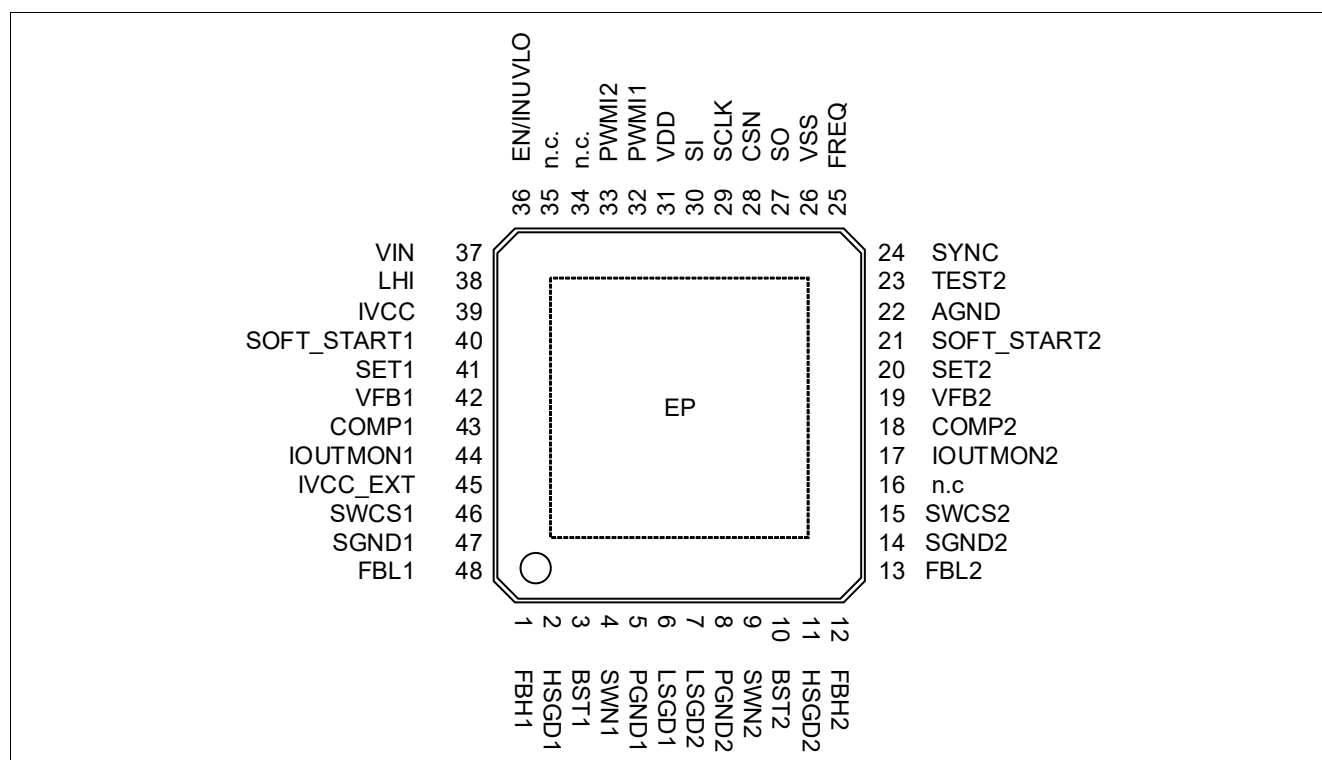 EN/INUVLO
n.c.
n.c.
PWMI2
PWMI1
VDD
SI
SCLK
CSN
SO
VSS
FREQ
36 35 34 33 32 31 30 29 28 27 26 25
VIN 37
LHI 38
IVCC 39
SOFT_START1 40
SET1 41
VFB1 42
COMP1 43
IOUTMON1 44
IVCC_EXT 45
SWCS1 46
SGND1 47
FBL1 48
EP
24 SYNC
23 TEST2
22 AGND
21 SOFT_START2
20 SET2
19 VFB2
18 COMP2
17 IOUTMON2
16 n.c
15 SWCS2
14 SGND2
13 FBL2
1 2 3 4 5 6 7 8 9 10 11 12
FBH1
HSGD1
BST1
SWN1
PGND1
LSGD1
LSGD2
PGND2
SWN2
BST2
HSGD2
FBH2